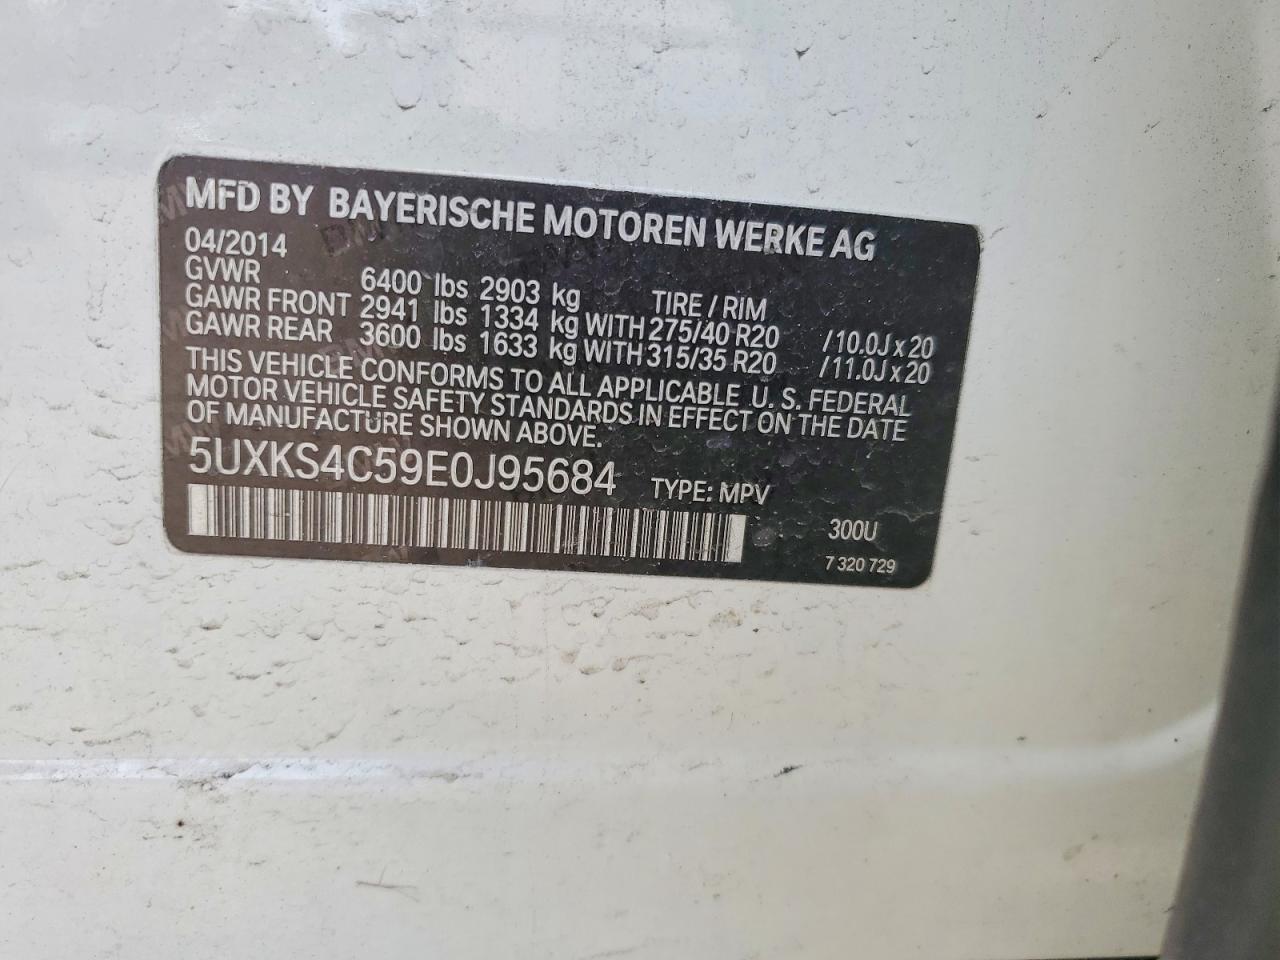 MFD BY BAYERISCHE MOTOREN WERKE AG
04/2014
GVWR 6400 lbs 2903 kg TIRE / RIM
GAWR FRONT 2941 lbs 1334 kg WITH 275/40 R20 /10.0J x 20
GAWR REAR 3600 lbs 1633 kg WITH 315/35 R20 /11.0J x 20
THIS VEHICLE CONFORMS TO ALL APPLICABLE U. S. FEDERAL
MOTOR VEHICLE SAFETY STANDARDS IN EFFECT ON THE DATE
OF MANUFACTURE SHOWN ABOVE.
5UXKS4C59E0J95684 TYPE: MPV
300U
7 320 729